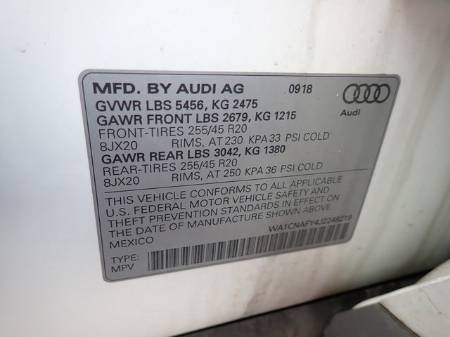 MFD. BY AUDI AG 09 18
GVWR LBS 5456, KG 2475
GAWR FRONT LBS 2679, KG 1215
FRONT-TIRES 255/45 R20
8JX20 RIMS, AT 230 KPA 33 PSI COLD
GAWR REAR LBS 3042, KG 1380
REAR-TIRES 255/45 R20
8JX20 RIMS, AT 250 KPA 36 PSI COLD
Audi
THIS VEHICLE CONFORMS TO ALL APPLICABLE
U.S. FEDERAL MOTOR VEHICLE SAFETY AND
THEFT PREVENTION STANDARDS IN EFFECT ON
THE DATE OF MANUFACTURE SHOWN ABOVE.
MEXICO
TYPE:
MPV